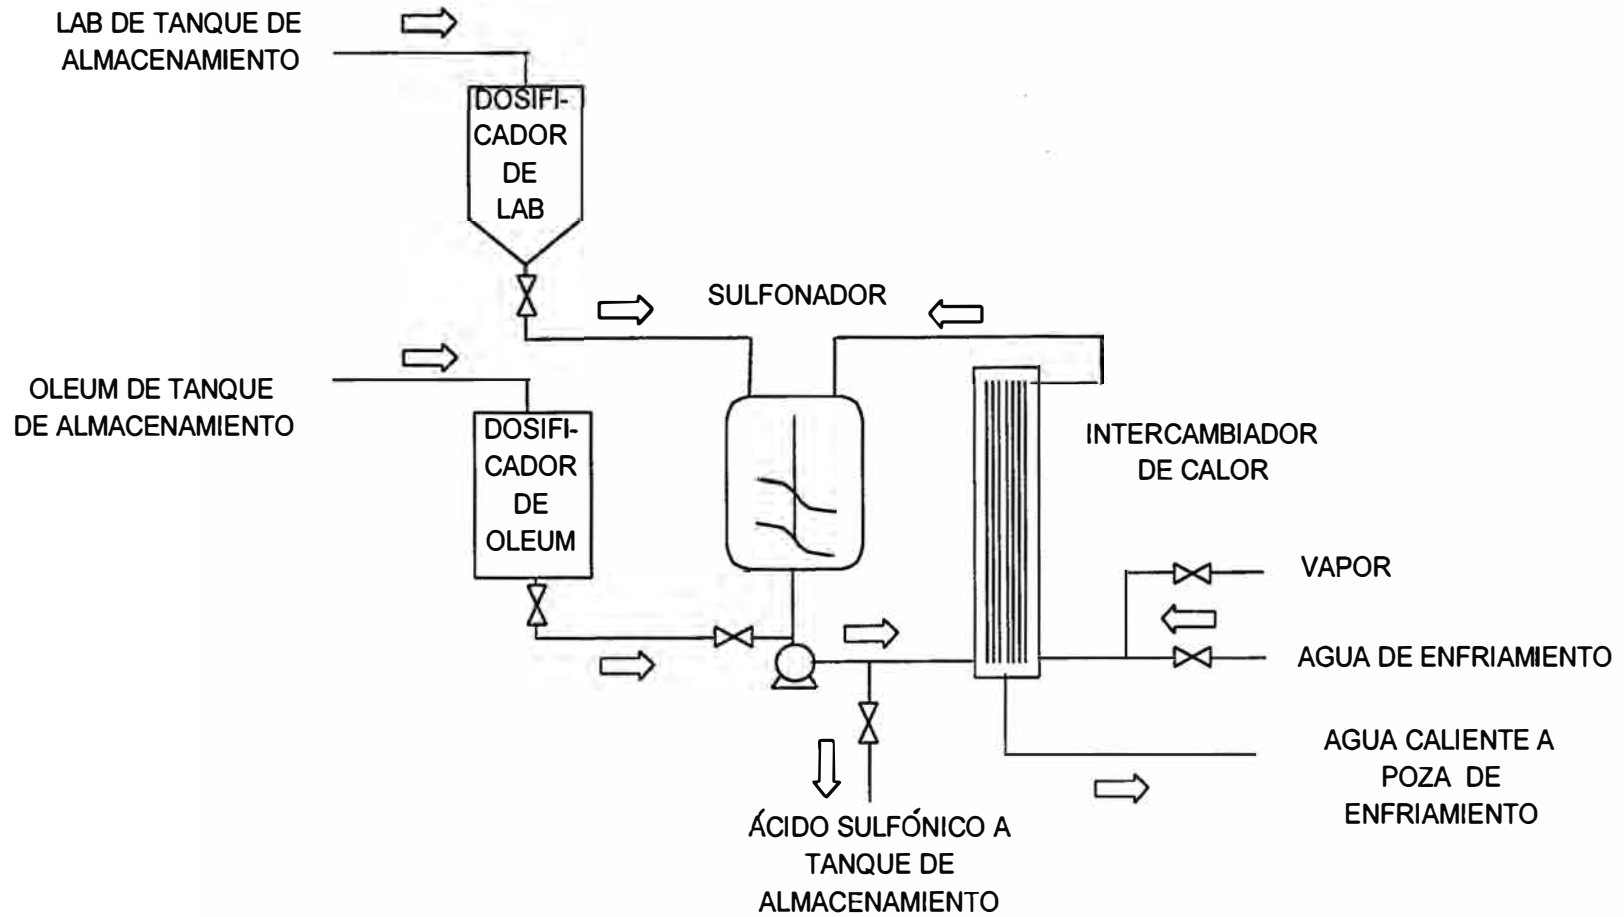 LAB DE TANQUE DE
ALMACENAMIENTO
DOSIFI-
CADOR
DE
LAB
SULFONADOR
OLEUM DE TANQUE
DE ALMACENAMIENTO
DOSIFI-
CADOR
DE
OLEUM
INTERCAMBIADOR
DE CALOR
VAPOR
AGUA DE ENFRIAMIENTO
AGUA CALIENTE A
POZA DE
ENFRIAMIENTO
ÁCIDO SULFÓNICO A
TANQUE DE
ALMACENAMIENTO